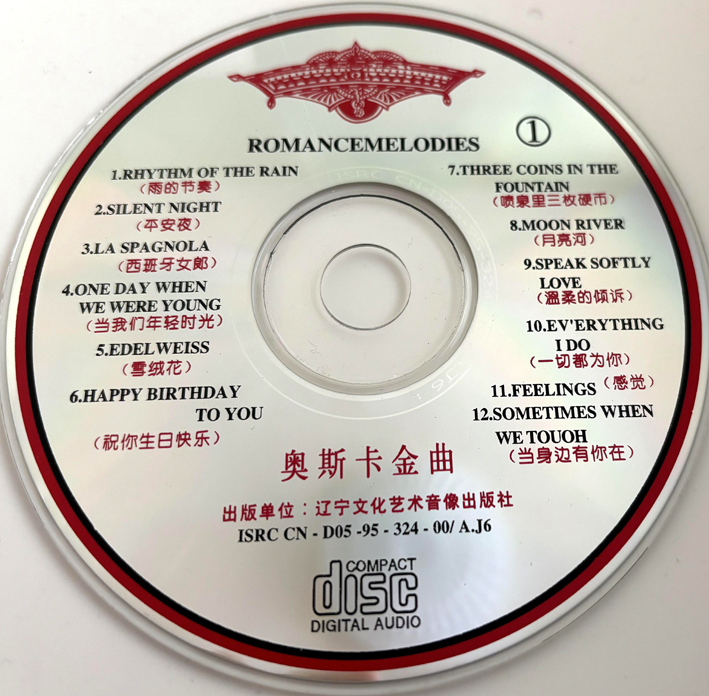 ROMANCEMELODIES
①
1.RHYTHM OF THE RAIN
(雨的节奏)
2.SILENT NIGHT
(平安夜)
3.LA SPAGNOLA
(西班牙女郎)
4.ONE DAY WHEN
WE WERE YOUNG
(当我们年轻时光)
5.EDELWEISS
(雪绒花)
6.HAPPY BIRTHDAY
TO YOU
(祝你生日快乐)
7.THREE COINS IN THE
FOUNTAIN
(喷泉里三枚硬币)
8.MOON RIVER
(月亮河)
9.SPEAK SOFTLY
LOVE
(温柔的倾诉)
10.EV'ERYTHING
I DO
(一切都为你)
11.FEELINGS (感觉)
12.SOMETIMES WHEN
WE TOUOH
(当身边有你在)
奥斯卡金曲
出版单位：辽宁文化艺术音像出版社
ISRC CN - D05 -95 - 324 - 00/ A.J6
COMPACT
disc
DIGITAL AUDIO